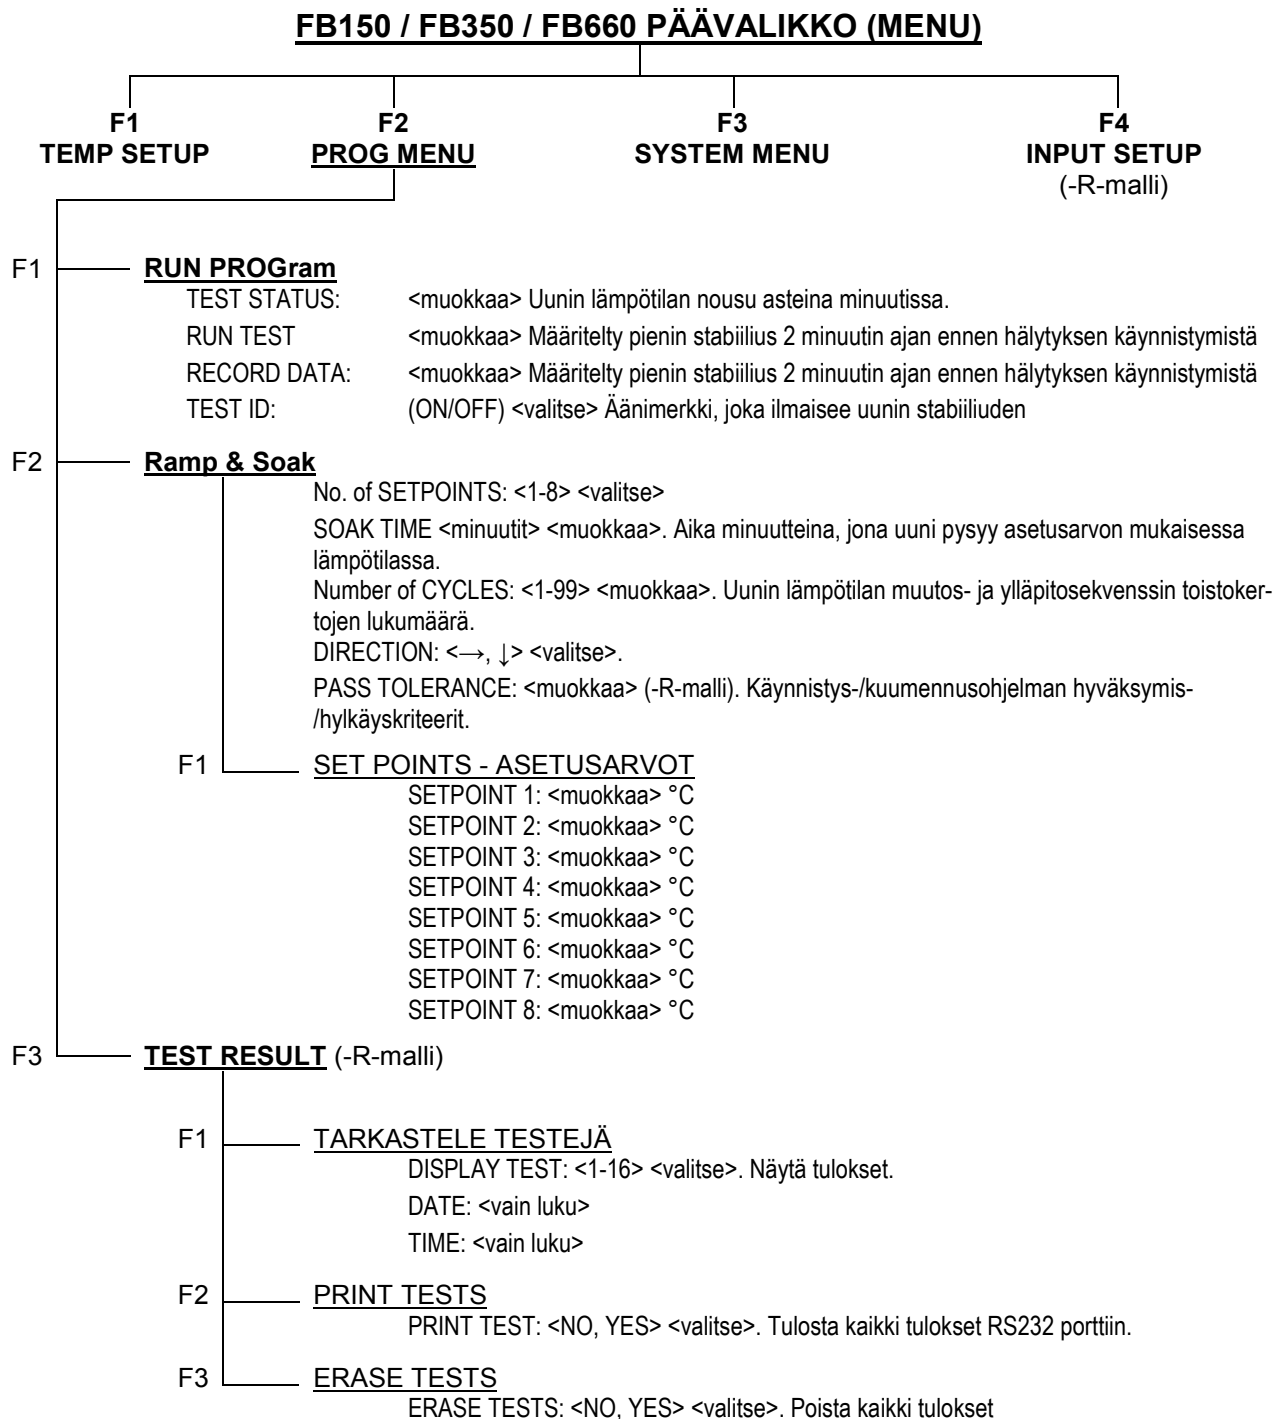 FB150 / FB350 / FB660 PÄÄVALIKKO (MENU)
F1 F2 F3 F4
TEMP SETUP PROG MENU SYSTEM MENU INPUT SETUP
(-R-malli)
F1 RUN PROGram
TEST STATUS: <muokkaa> Uunin lämpötilan nousu asteina minuutissa.
RUN TEST <muokkaa> Määritelty pienin stabiilius 2 minuutin ajan ennen hälytyksen käynnistymistä
RECORD DATA: <muokkaa> Määritelty pienin stabiilius 2 minuutin ajan ennen hälytyksen käynnistymistä
TEST ID: (ON/OFF) <valitse> Äänimerkki, joka ilmaisee uunin stabiiliuden
F2 Ramp & Soak
No. of SETPOINTS: <1-8> <valitse>
SOAK TIME <minuutit> <muokkaa>. Aika minuutteina, jona uuni pysyy asetusarvon mukaisessa
lämpötilassa.
Number of CYCLES: <1-99> <muokkaa>. Uunin lämpötilan muutos- ja ylläpitosekvenssin toistoker-
tojen lukumäärä.
DIRECTION: <→, ↓> <valitse>.
PASS TOLERANCE: <muokkaa> (-R-malli). Käynnistys-/kuumennusohjelman hyväksymis-
/hylkäyskriteerit.
F1 SET POINTS - ASETUSARVOT
SETPOINT 1: <muokkaa> °C
SETPOINT 2: <muokkaa> °C
SETPOINT 3: <muokkaa> °C
SETPOINT 4: <muokkaa> °C
SETPOINT 5: <muokkaa> °C
SETPOINT 6: <muokkaa> °C
SETPOINT 7: <muokkaa> °C
SETPOINT 8: <muokkaa> °C
F3 TEST RESULT (-R-malli)
F1 TARKASTELE TESTEJÄ
DISPLAY TEST: <1-16> <valitse>. Näytä tulokset.
DATE: <vain luku>
TIME: <vain luku>
F2 PRINT TESTS
PRINT TEST: <NO, YES> <valitse>. Tulosta kaikki tulokset RS232 porttiin.
F3 ERASE TESTS
ERASE TESTS: <NO, YES> <valitse>. Poista kaikki tulokset